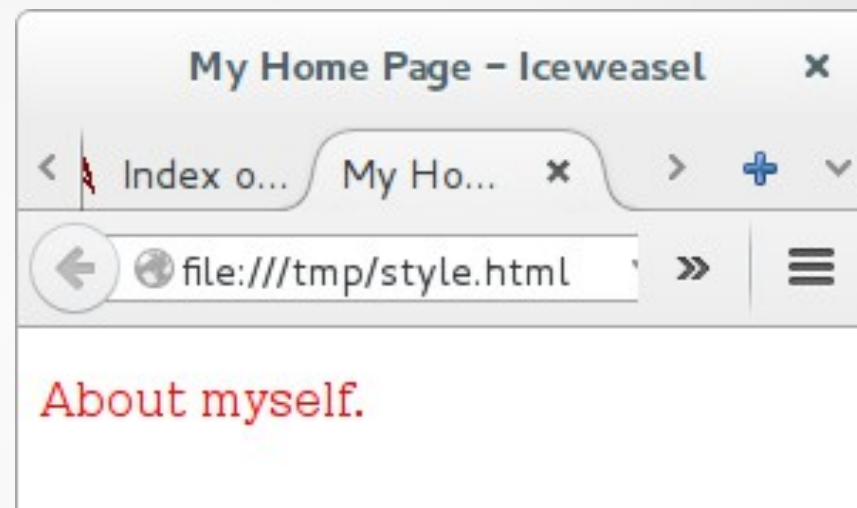 My Home Page – Iceweasel
Index o... My Ho...
file:///tmp/style.html
About myself.